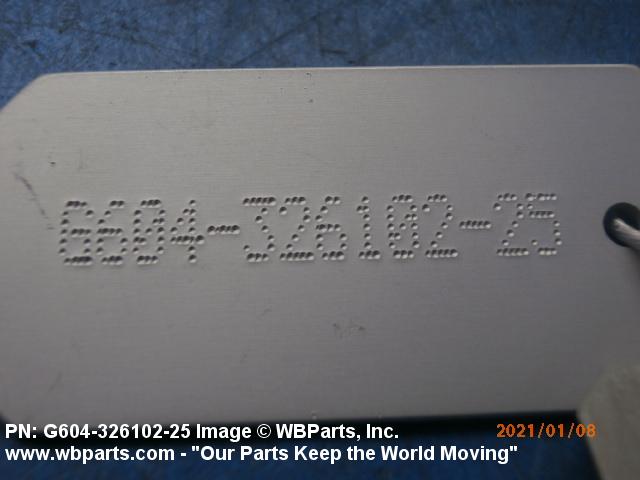 G604-326102-25
PN: G604-326102-25 Image © WBParts, Inc.
2021/01/08
www.wbparts.com - "Our Parts Keep the World Moving"